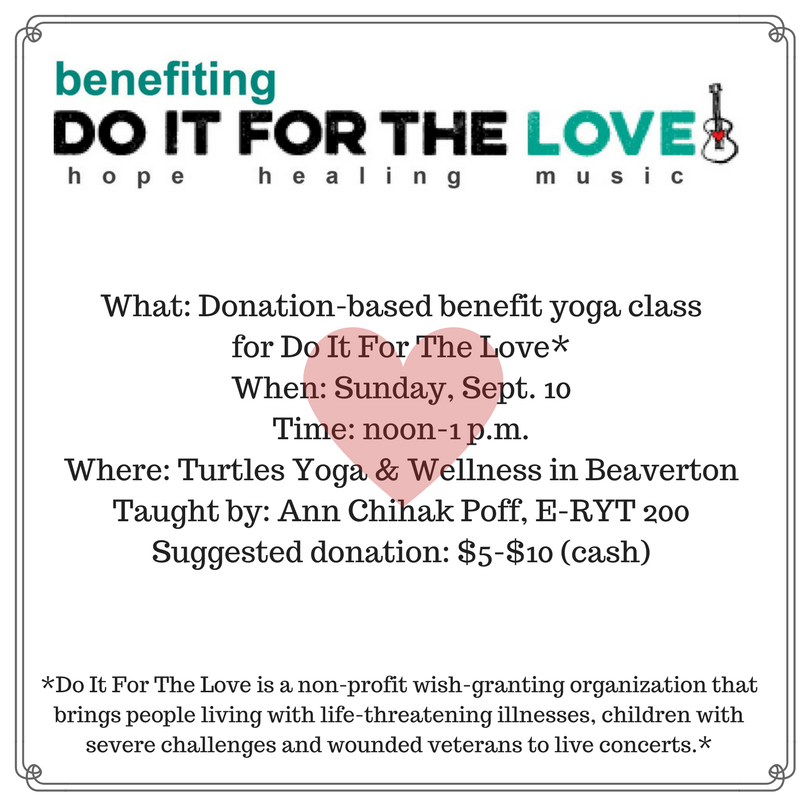 benefiting
DO IT FOR THE LOVE
hope healing music
What: Donation-based benefit yoga class
for Do It For The Love*
When: Sunday, Sept. 10
Time: noon-1 p.m.
Where: Turtles Yoga & Wellness in Beaverton
Taught by: Ann Chihak Poff, E-RYT 200
Suggested donation: $5-$10 (cash)
*Do It For The Love is a non-profit wish-granting organization that
brings people living with life-threatening illnesses, children with
severe challenges and wounded veterans to live concerts.*